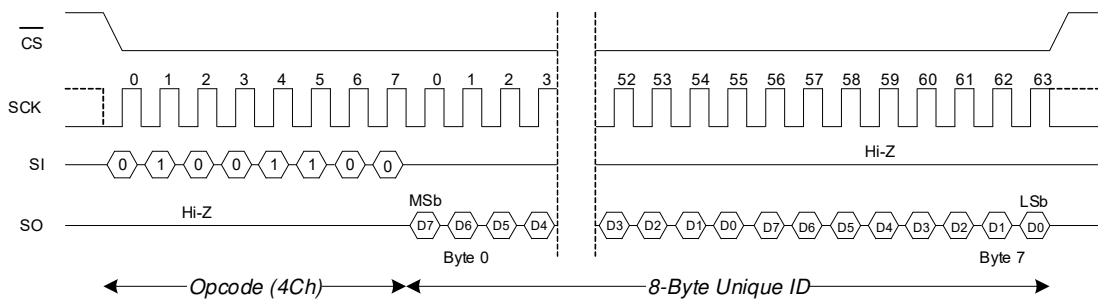 CS
0 1 2 3 4 5 6 7 0 1 2 3 52 53 54 55 56 57 58 59 60 61 62 63
SCK
Hi-Z
SI 0 1 0 0 1 1 0 0
MSb LSb
Hi-Z
SO D7 D6 D5 D4 D3 D2 D1 D0 D7 D6 D5 D4 D3 D2 D1 D0
Byte 0 Byte 7
Opcode (4Ch) 8-Byte Unique ID